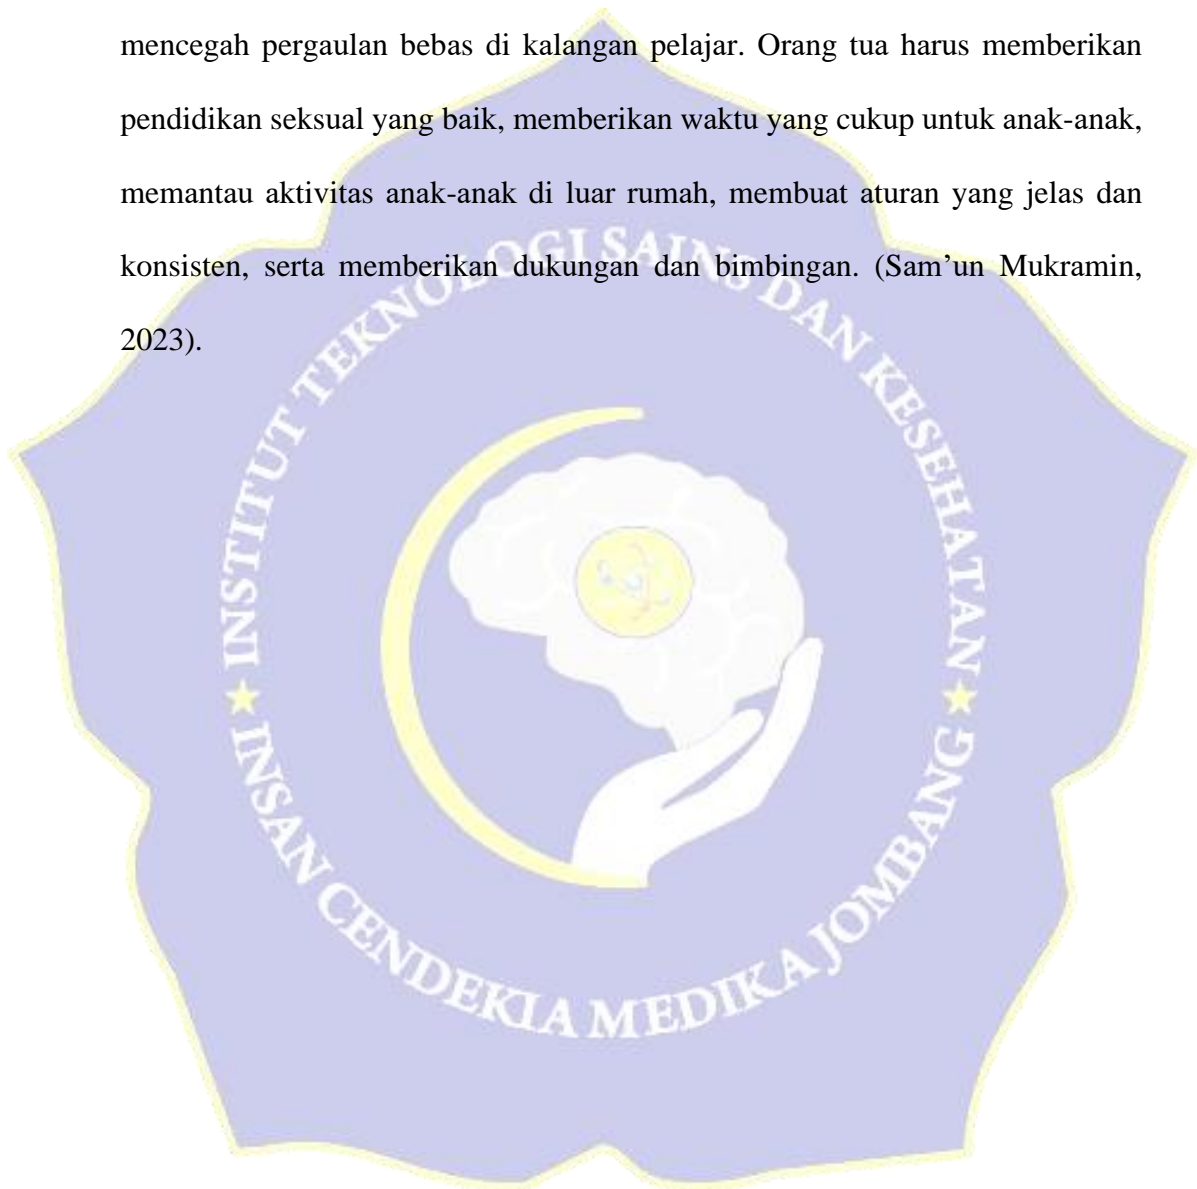 mencegah pergaulan bebas di kalangan pelajar. Orang tua harus memberikan
pendidikan seksual yang baik, memberikan waktu yang cukup untuk anak-anak,
memantau aktivitas anak-anak di luar rumah, membuat aturan yang jelas dan
konsisten, serta memberikan dukungan dan bimbingan. (Sam’un Mukramin,
2023).
INSTITUT TEKNOLOGI SAINS DAN KESEHATAN
INSAN CENDEKIA MEDIKA JOMBANG